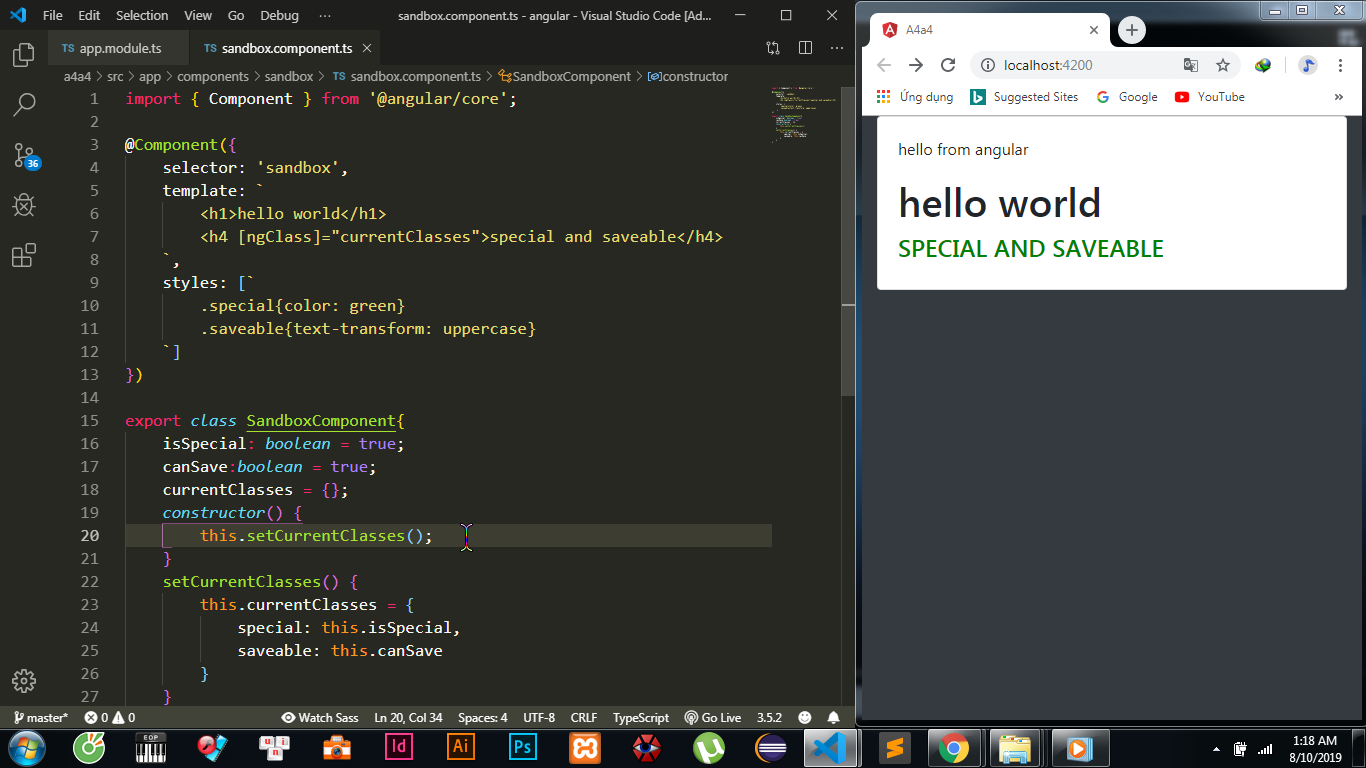 File Edit Selection View Go Debug ··· sandbox.component.ts - angular - Visual Studio Code [Ad...
TS app.module.ts TS sandbox.component.ts
a4a4 > src > app > components > sandbox > TS sandbox.component.ts > SandboxComponent > constructor
36
1 import { Component } from '@angular/core';
2
3 @Component({
4 selector: 'sandbox',
5 template: `
6 <h1>hello world</h1>
7 <h4 [ngClass]="currentClasses">special and saveable</h4>
8 `,
9 styles: [`
10 .special{color: green}
11 .saveable{text-transform: uppercase}
12 `]
13 })
14
15 export class SandboxComponent{
16 isSpecial: boolean = true;
17 canSave:boolean = true;
18 currentClasses = {};
19 constructor() {
20 this.setCurrentClasses();
21 }
22 setCurrentClasses() {
23 this.currentClasses = {
24 special: this.isSpecial,
25 saveable: this.canSave
26 }
27 }
master* 0 0 Watch Sass Ln 20, Col 34 Spaces: 4 UTF-8 CRLF TypeScript Go Live 3.5.2
A4a4
localhost:4200
Ứng dụng Suggested Sites Google YouTube »
hello from angular
hello world
SPECIAL AND SAVEABLE
EOP Id Ai Ps
1:18 AM
8/10/2019